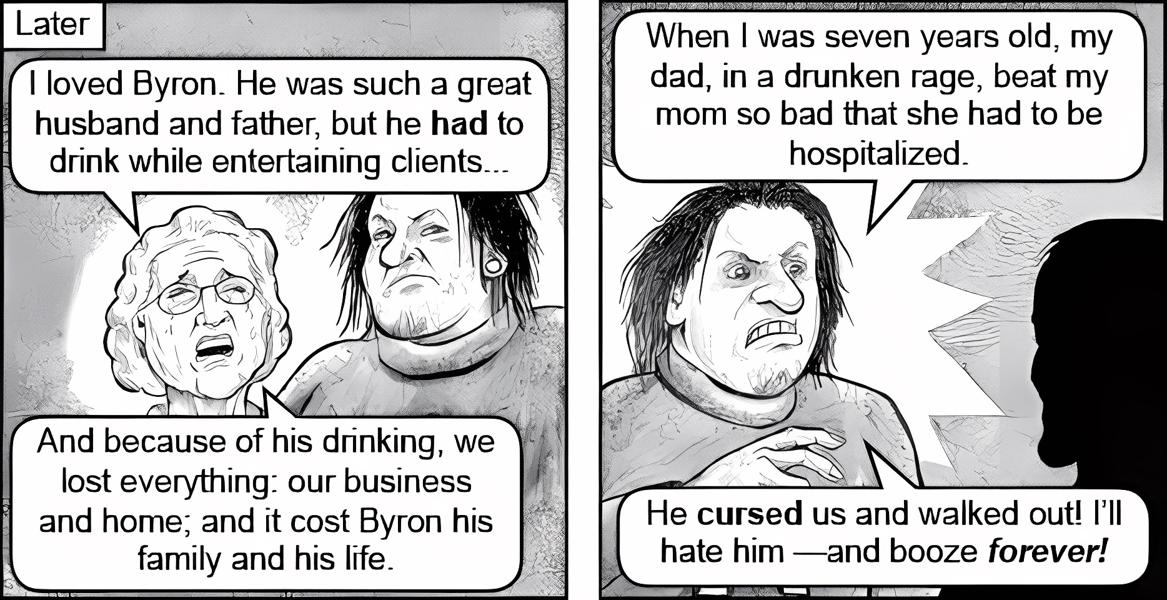 Later
I loved Byron. He was such a great
husband and father, but he had to
drink while entertaining clients...
And because of his drinking, we
lost everything: our business
and home; and it cost Byron his
family and his life.
When I was seven years old, my
dad, in a drunken rage, beat my
mom so bad that she had to be
hospitalized.
He cursed us and walked out! I'll
hate him —and booze forever!